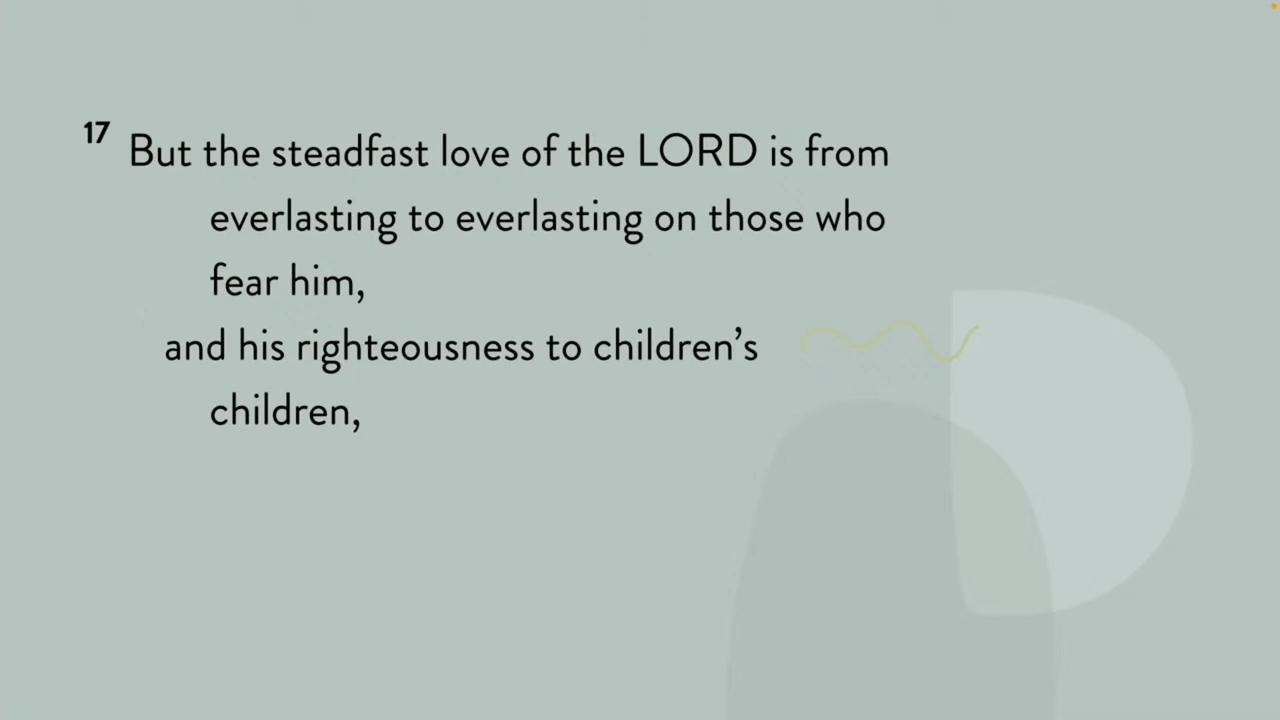 17 But the steadfast love of the LORD is from
everlasting to everlasting on those who
fear him,
and his righteousness to children’s
children,